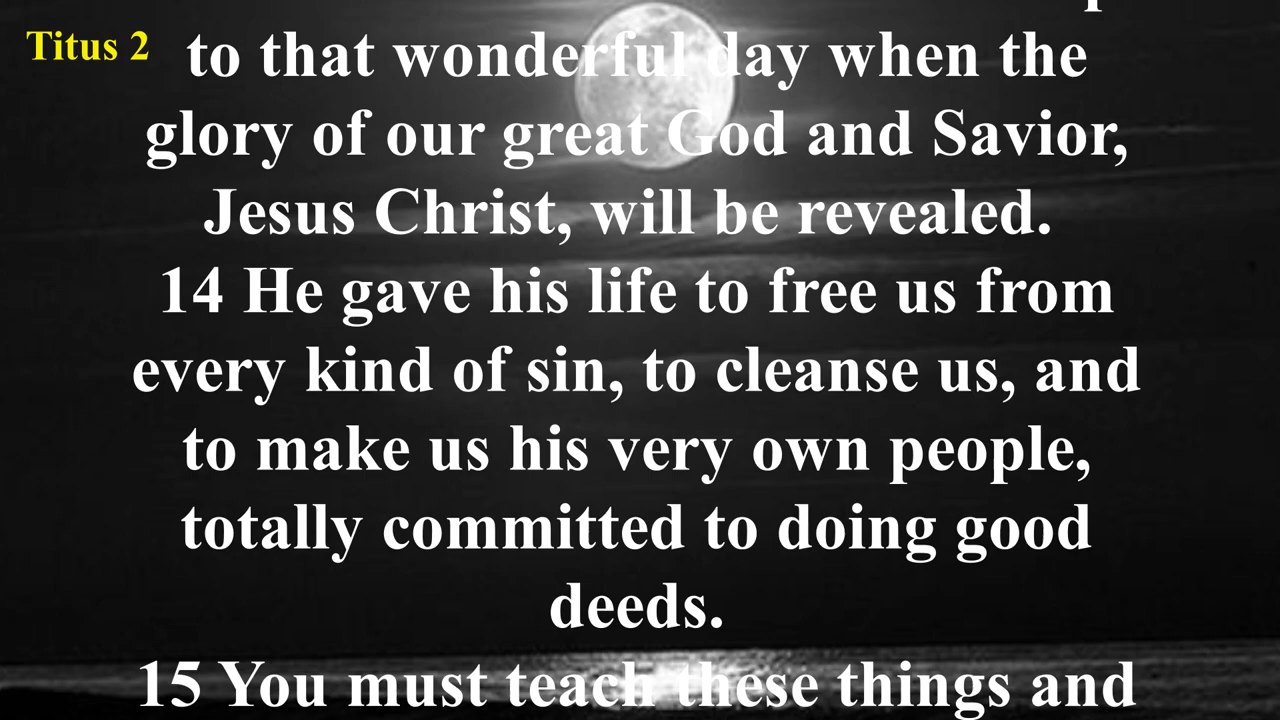 Titus 2
to that wonderful day when the
glory of our great God and Savior,
Jesus Christ, will be revealed.
14 He gave his life to free us from
every kind of sin, to cleanse us, and
to make us his very own people,
totally committed to doing good
deeds.
15 You must teach these things and